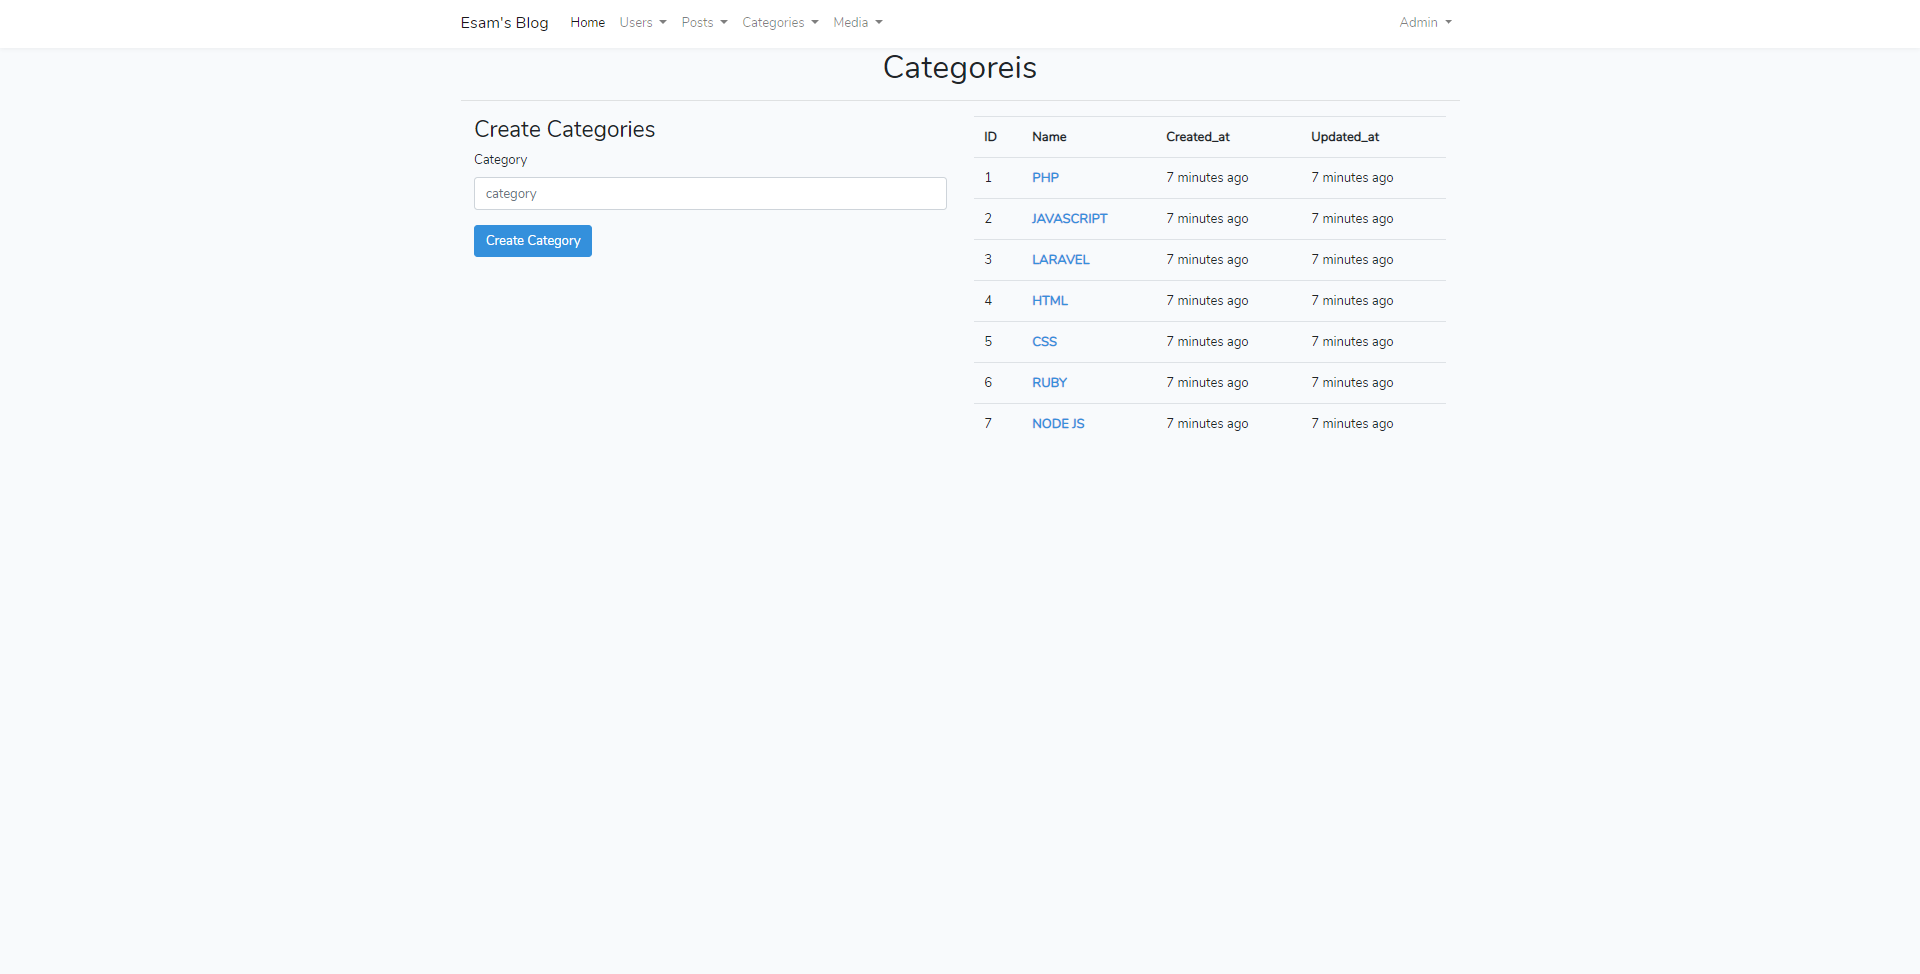 Esam's Blog Home Users Posts Categories Media Admin
Categoreis
Create Categories
Category
category
Create Category
ID Name Created_at Updated_at
1 PHP 7 minutes ago 7 minutes ago
2 JAVASCRIPT 7 minutes ago 7 minutes ago
3 LARAVEL 7 minutes ago 7 minutes ago
4 HTML 7 minutes ago 7 minutes ago
5 CSS 7 minutes ago 7 minutes ago
6 RUBY 7 minutes ago 7 minutes ago
7 NODE JS 7 minutes ago 7 minutes ago